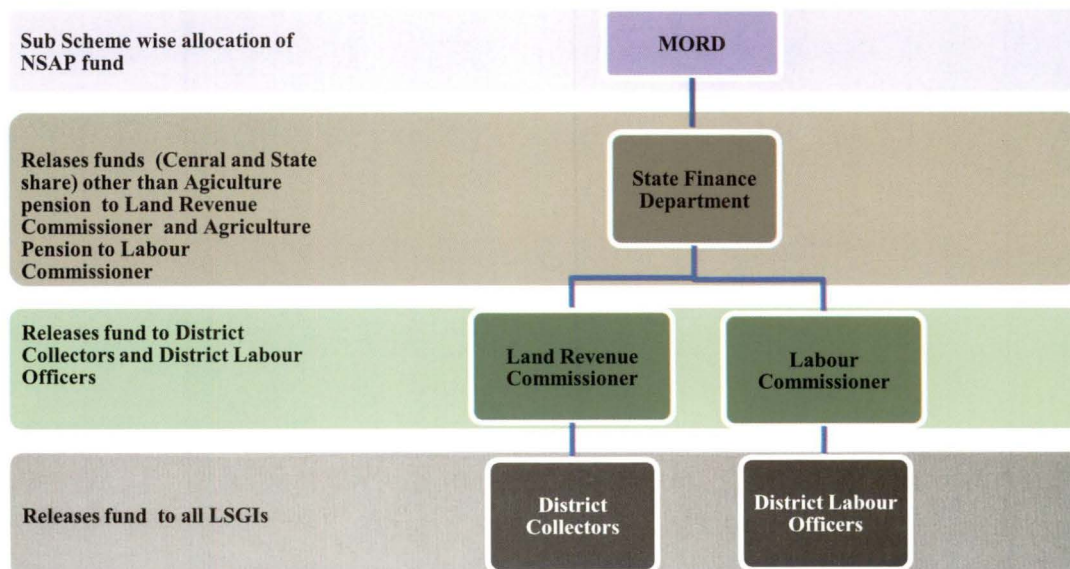 Sub Scheme wise allocation of
NSAP fund
MORD
Relases funds (Cenral and State
share) other than Agiculture
pension to Land Revenue
Commissioner and Agriculture
Pension to Labour
Commissioner
State Finance
Department
Releases fund to District
Collectors and District Labour
Officers
Land Revenue
Commissioner
Labour
Commissioner
Releases fund to all LSGIs
District
Collectors
District Labour
Officers